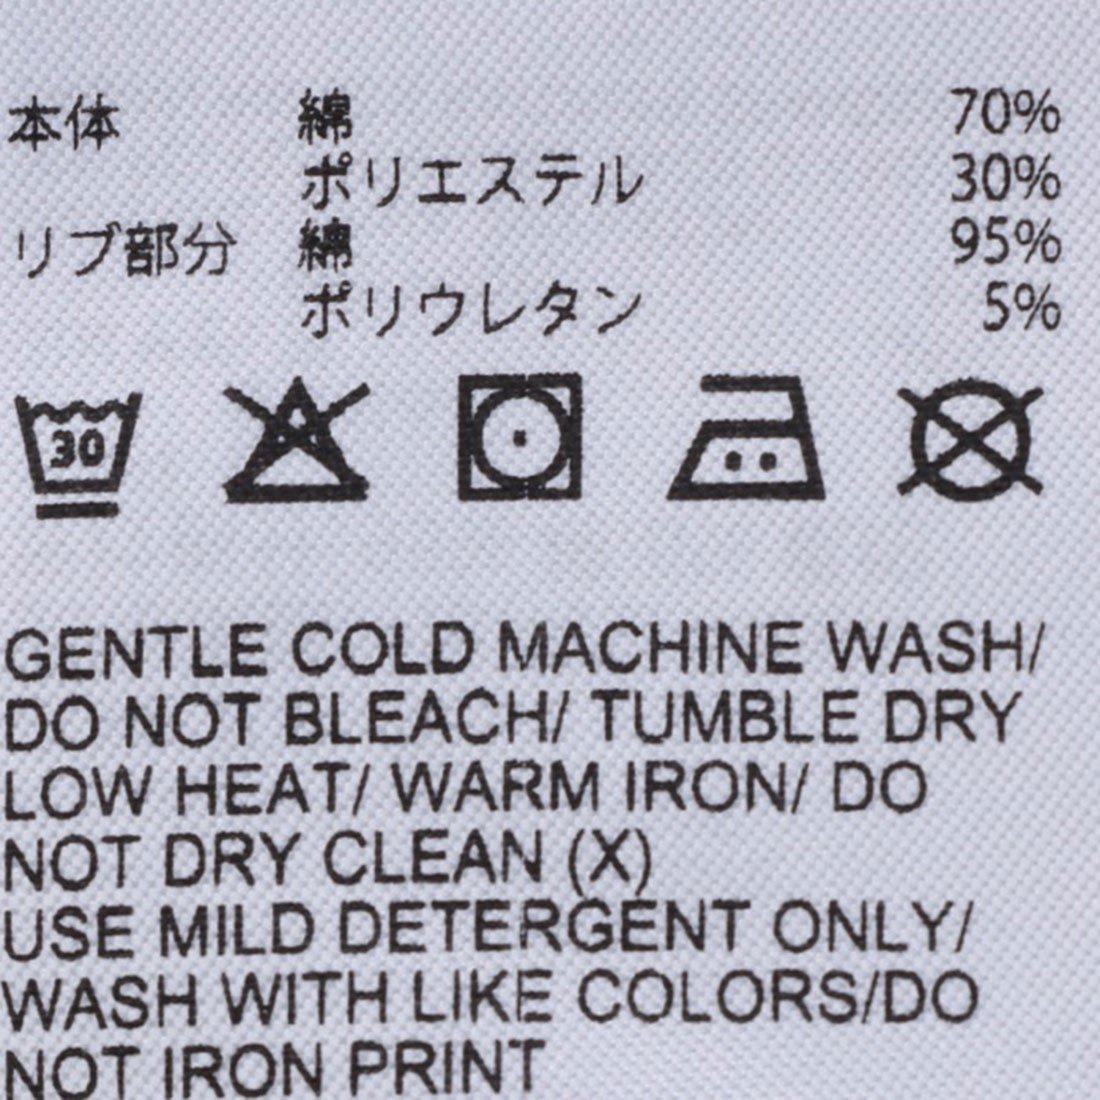 本体 綿 70%
ポリエステル 30%
リブ部分 綿 95%
ポリウレタン 5%
30
GENTLE COLD MACHINE WASH/
DO NOT BLEACH/ TUMBLE DRY
LOW HEAT/ WARM IRON/ DO
NOT DRY CLEAN (X)
USE MILD DETERGENT ONLY/
WASH WITH LIKE COLORS/DO
NOT IRON PRINT